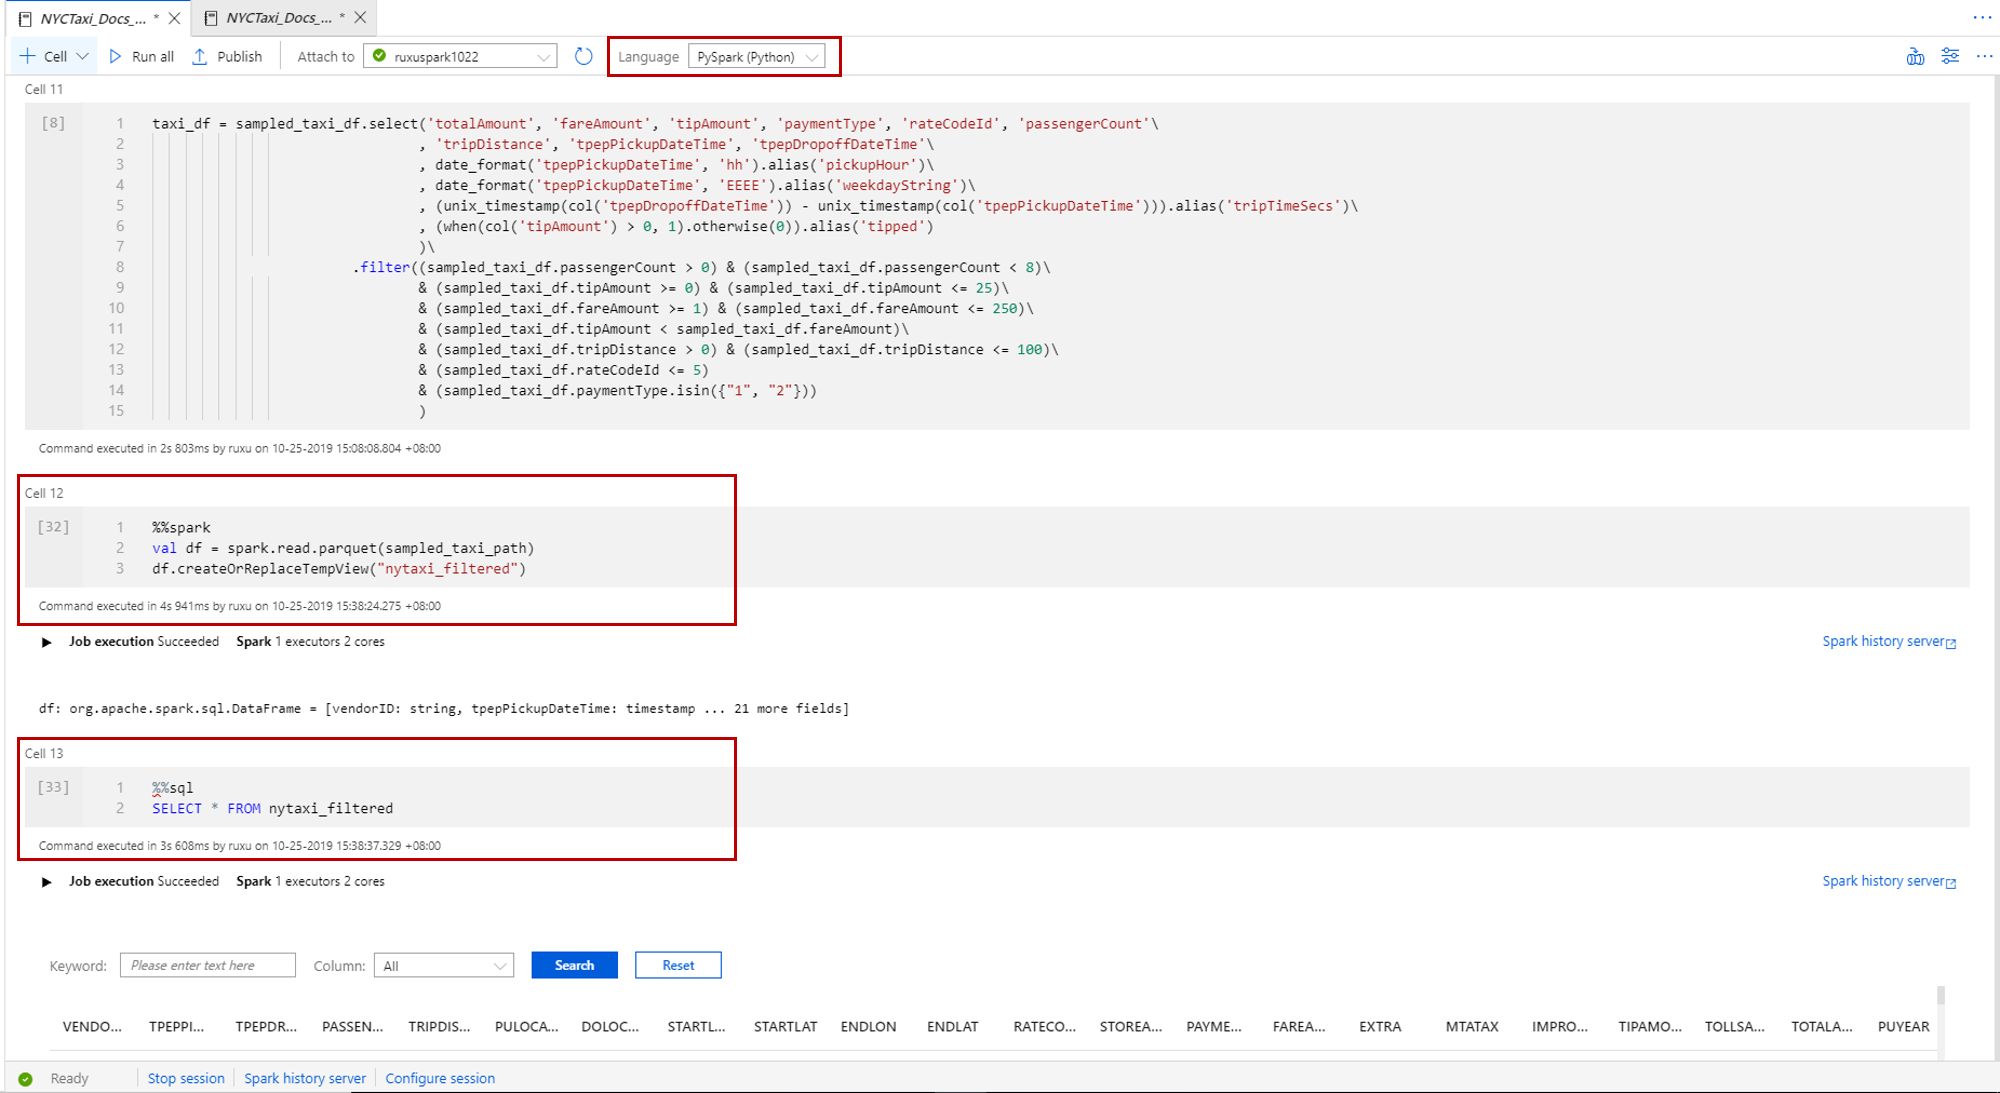 NYCTaxi_Docs_... *
NYCTaxi_Docs_... *
Cell Run all Publish Attach to ruxuspark1022 Language PySpark (Python)
Cell 11
[8]
1 taxi_df = sampled_taxi_df.select('totalAmount', 'fareAmount', 'tipAmount', 'paymentType', 'rateCodeId', 'passengerCount'\
2 , 'tripDistance', 'tpepPickupDateTime', 'tpepDropoffDateTime'\
3 , date_format('tpepPickupDateTime', 'hh').alias('pickupHour')\
4 , date_format('tpepPickupDateTime', 'EEEE').alias('weekdayString')\
5 , (unix_timestamp(col('tpepDropoffDateTime')) - unix_timestamp(col('tpepPickupDateTime'))).alias('tripTimeSecs')\
6 , (when(col('tipAmount') > 0, 1).otherwise(0)).alias('tipped')
7 )\
8 .filter((sampled_taxi_df.passengerCount > 0) & (sampled_taxi_df.passengerCount < 8)\
9 & (sampled_taxi_df.tipAmount >= 0) & (sampled_taxi_df.tipAmount <= 25)\
10 & (sampled_taxi_df.fareAmount >= 1) & (sampled_taxi_df.fareAmount <= 250)\
11 & (sampled_taxi_df.tipAmount < sampled_taxi_df.fareAmount)\
12 & (sampled_taxi_df.tripDistance > 0) & (sampled_taxi_df.tripDistance <= 100)\
13 & (sampled_taxi_df.rateCodeId <= 5)
14 & (sampled_taxi_df.paymentType.isin({"1", "2"}))
15 )
Command executed in 2s 803ms by ruxu on 10-25-2019 15:08:08.804 +08:00
Cell 12
[32]
1 %%spark
2 val df = spark.read.parquet(sampled_taxi_path)
3 df.createOrReplaceTempView("nytaxi_filtered")
Command executed in 4s 941ms by ruxu on 10-25-2019 15:38:24.275 +08:00
Job execution Succeeded Spark 1 executors 2 cores Spark history server
df: org.apache.spark.sql.DataFrame = [vendorID: string, tpepPickupDateTime: timestamp ... 21 more fields]
Cell 13
[33]
1 %%sql
2 SELECT * FROM nytaxi_filtered
Command executed in 3s 608ms by ruxu on 10-25-2019 15:38:37.329 +08:00
Job execution Succeeded Spark 1 executors 2 cores Spark history server
Keyword: Please enter text here Column: All Search Reset
VENDO... TPEPPI... TPEPDR... PASSEN... TRIPDIS... PULOCA... DOLOC... STARTL... STARTLAT ENDLON ENDLAT RATECO... STOREA... PAYME... FAREA... EXTRA MTATAX IMPRO... TIPAMO... TOLLSA... TOTALA... PUYEAR
Ready Stop session Spark history server Configure session